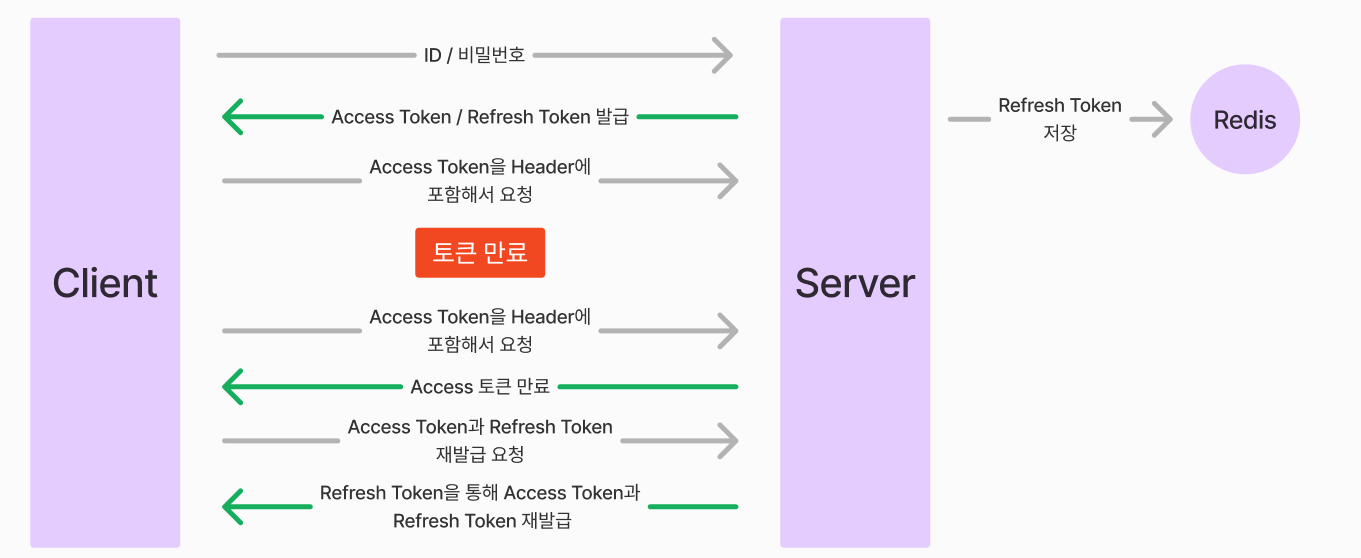 ID / 비밀번호
Access Token / Refresh Token 발급
Refresh Token
저장
Redis
Access Token을 Header에
포함해서 요청
토큰 만료
Client
Server
Access Token을 Header에
포함해서 요청
Access 토큰 만료
Access Token과 Refresh Token
재발급 요청
Refresh Token을 통해 Access Token과
Refresh Token 재발급